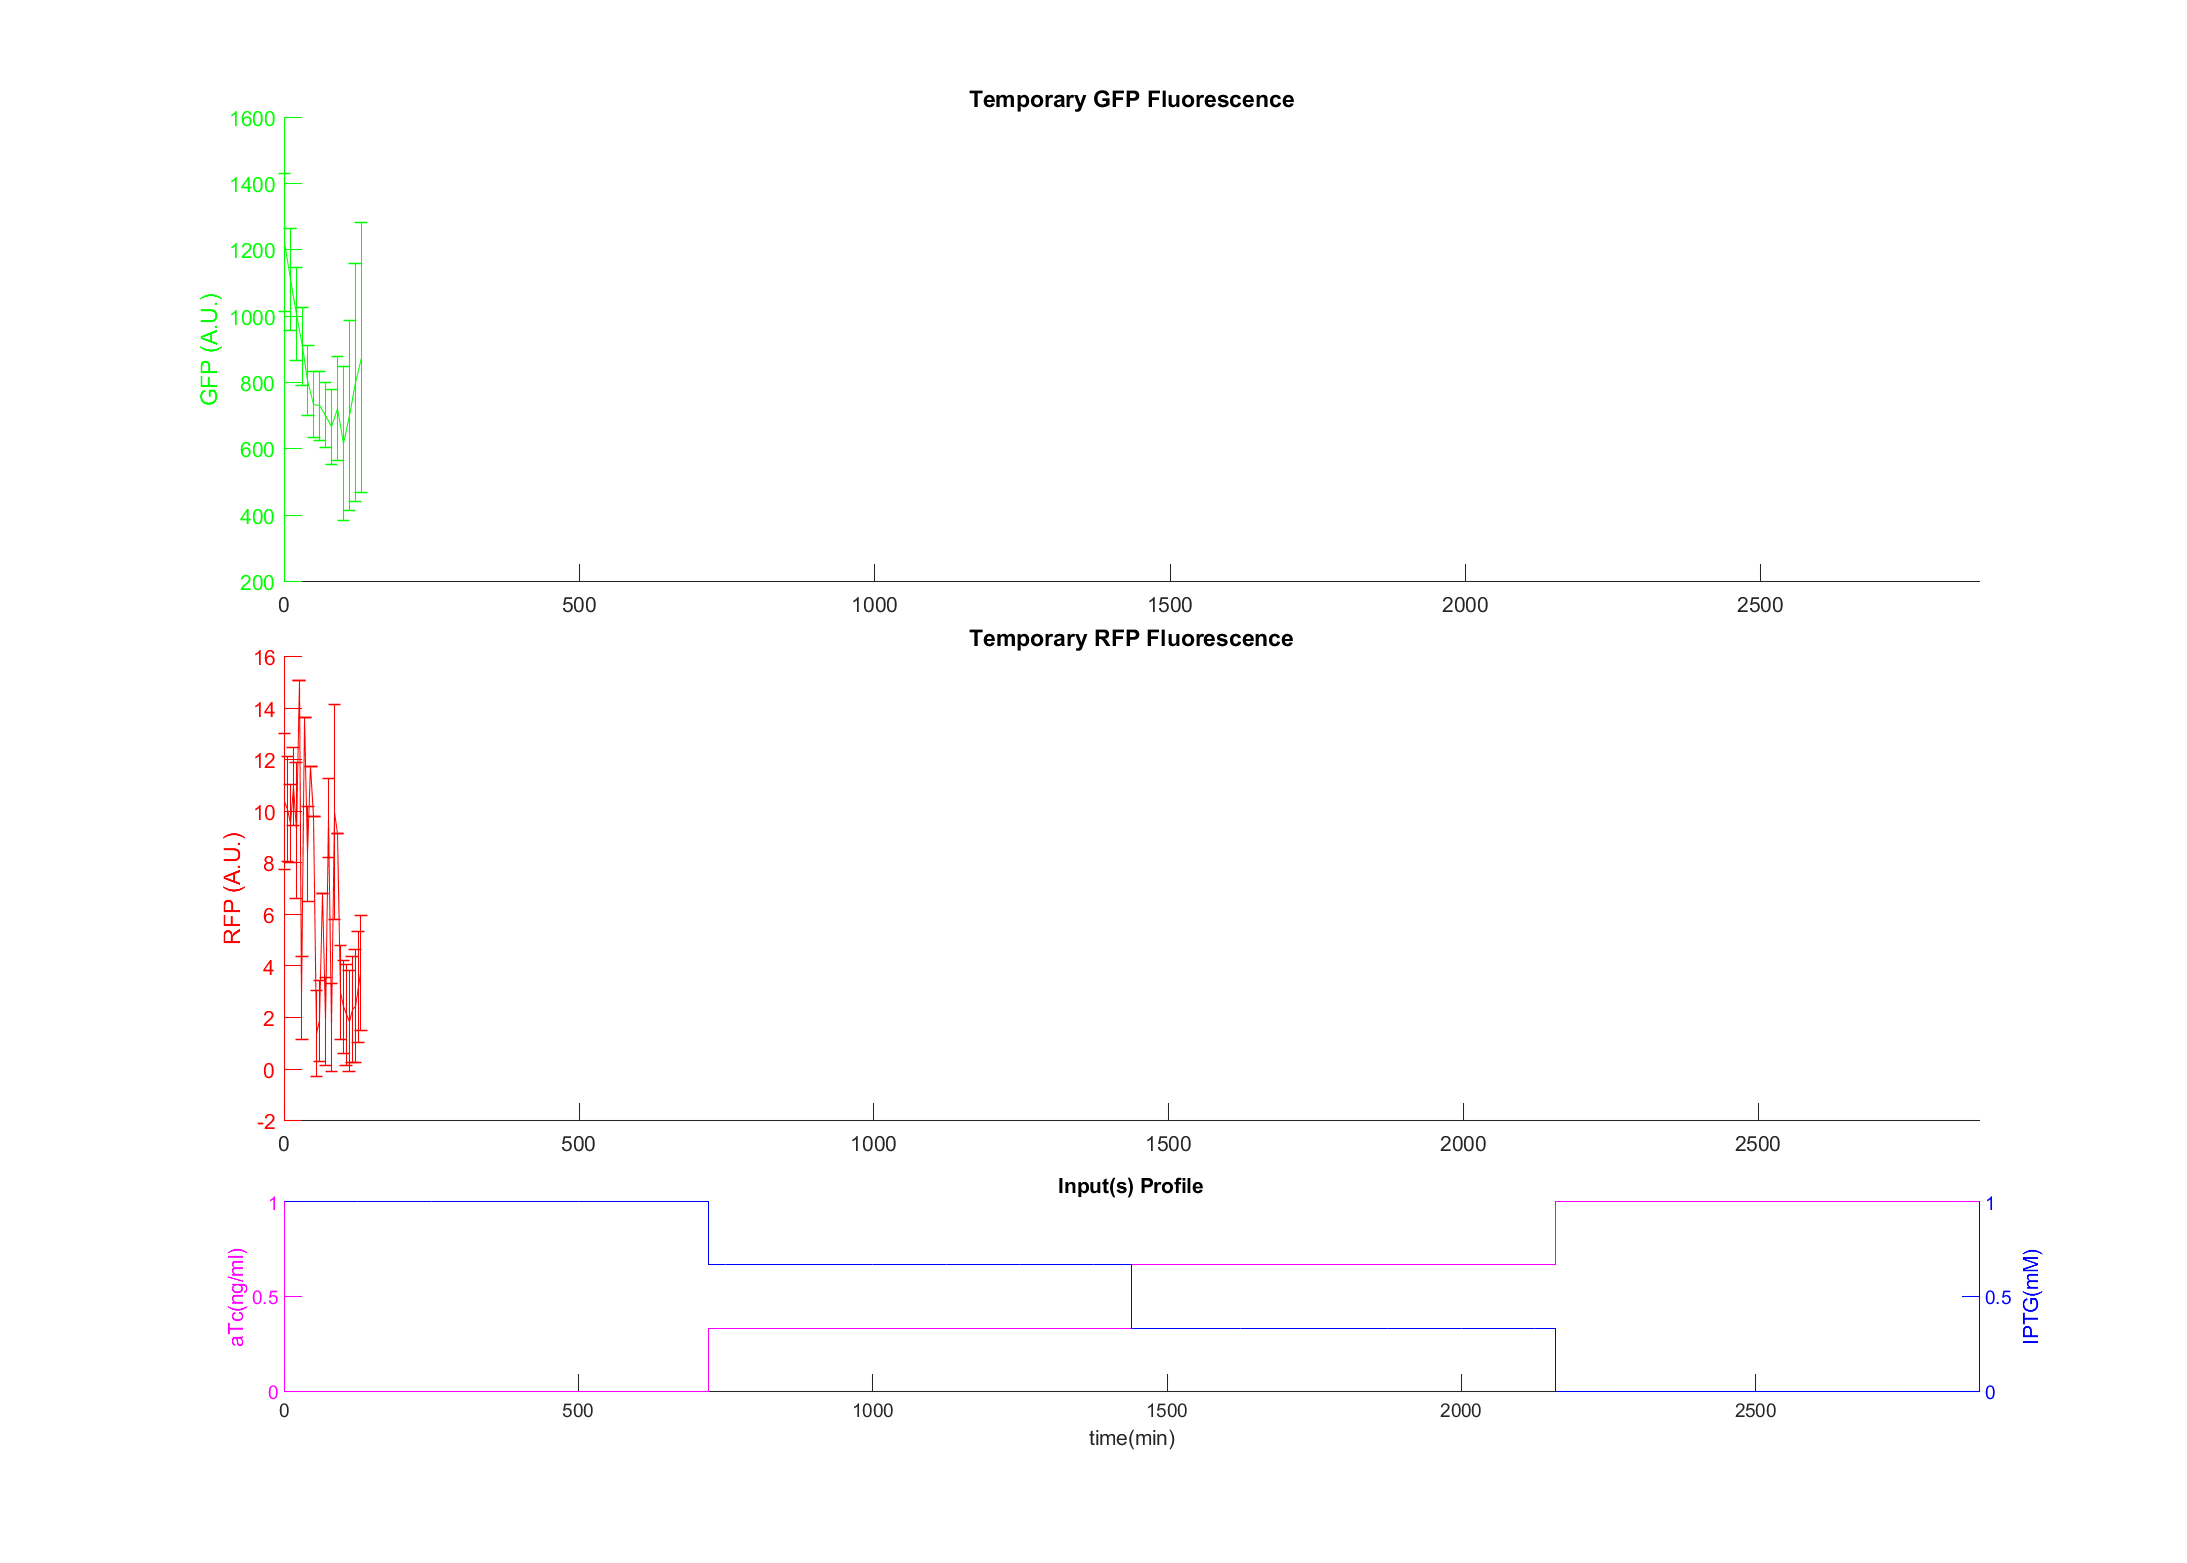 Temporary GFP Fluorescence
1600
1400
1200
1000
800
600
400
200
GFP (A.U.)
0 500 1000 1500 2000 2500
Temporary RFP Fluorescence
16
14
12
10
8
6
4
2
0
-2
RFP (A.U.)
0 500 1000 1500 2000 2500
Input(s) Profile
1
0.5
0
aTc(ng/ml)
1
0.5
0
IPTG(mM)
0 500 1000 1500 2000 2500
time(min)